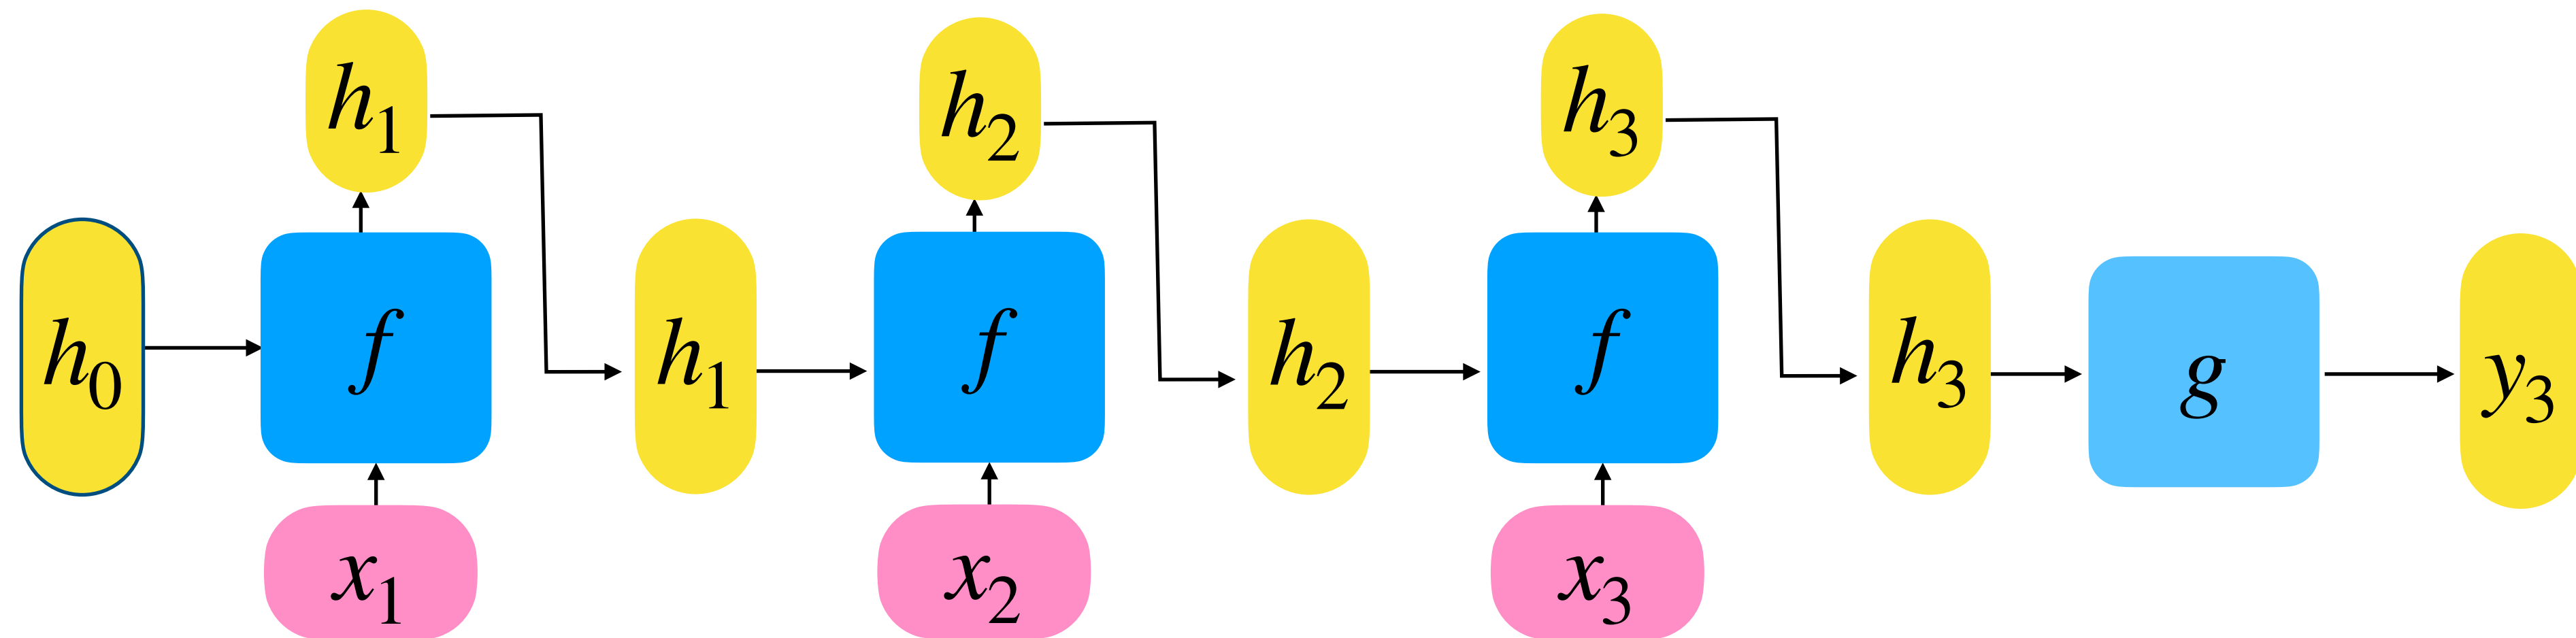 h₁ h₂ h₃
h₀ f h₁ f h₂ f h₃ g y₃
x₁ x₂ x₃